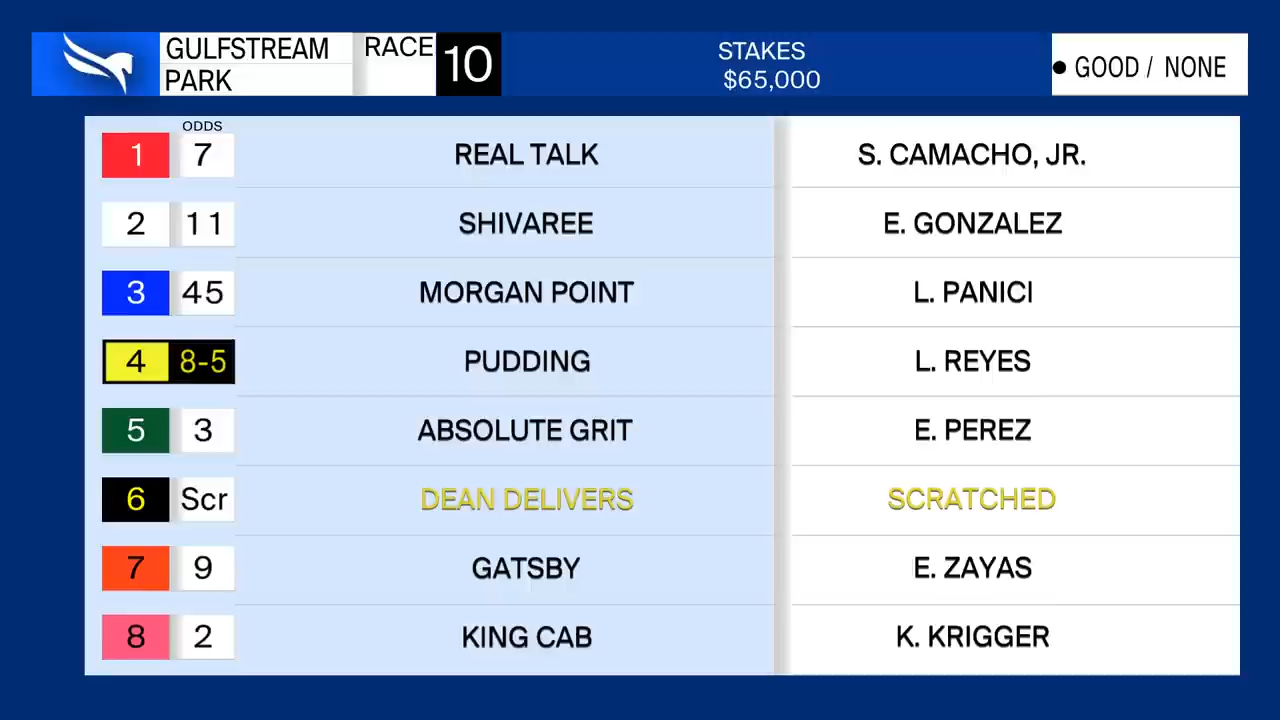 GULFSTREAM
PARK
RACE 10
STAKES
$65,000
GOOD / NONE
ODDS
1 7 REAL TALK S. CAMACHO, JR.
2 11 SHIVAREE E. GONZALEZ
3 45 MORGAN POINT L. PANICI
4 8-5 PUDDING L. REYES
5 3 ABSOLUTE GRIT E. PEREZ
6 Scr DEAN DELIVERS SCRATCHED
7 9 GATSBY E. ZAYAS
8 2 KING CAB K. KRIGGER